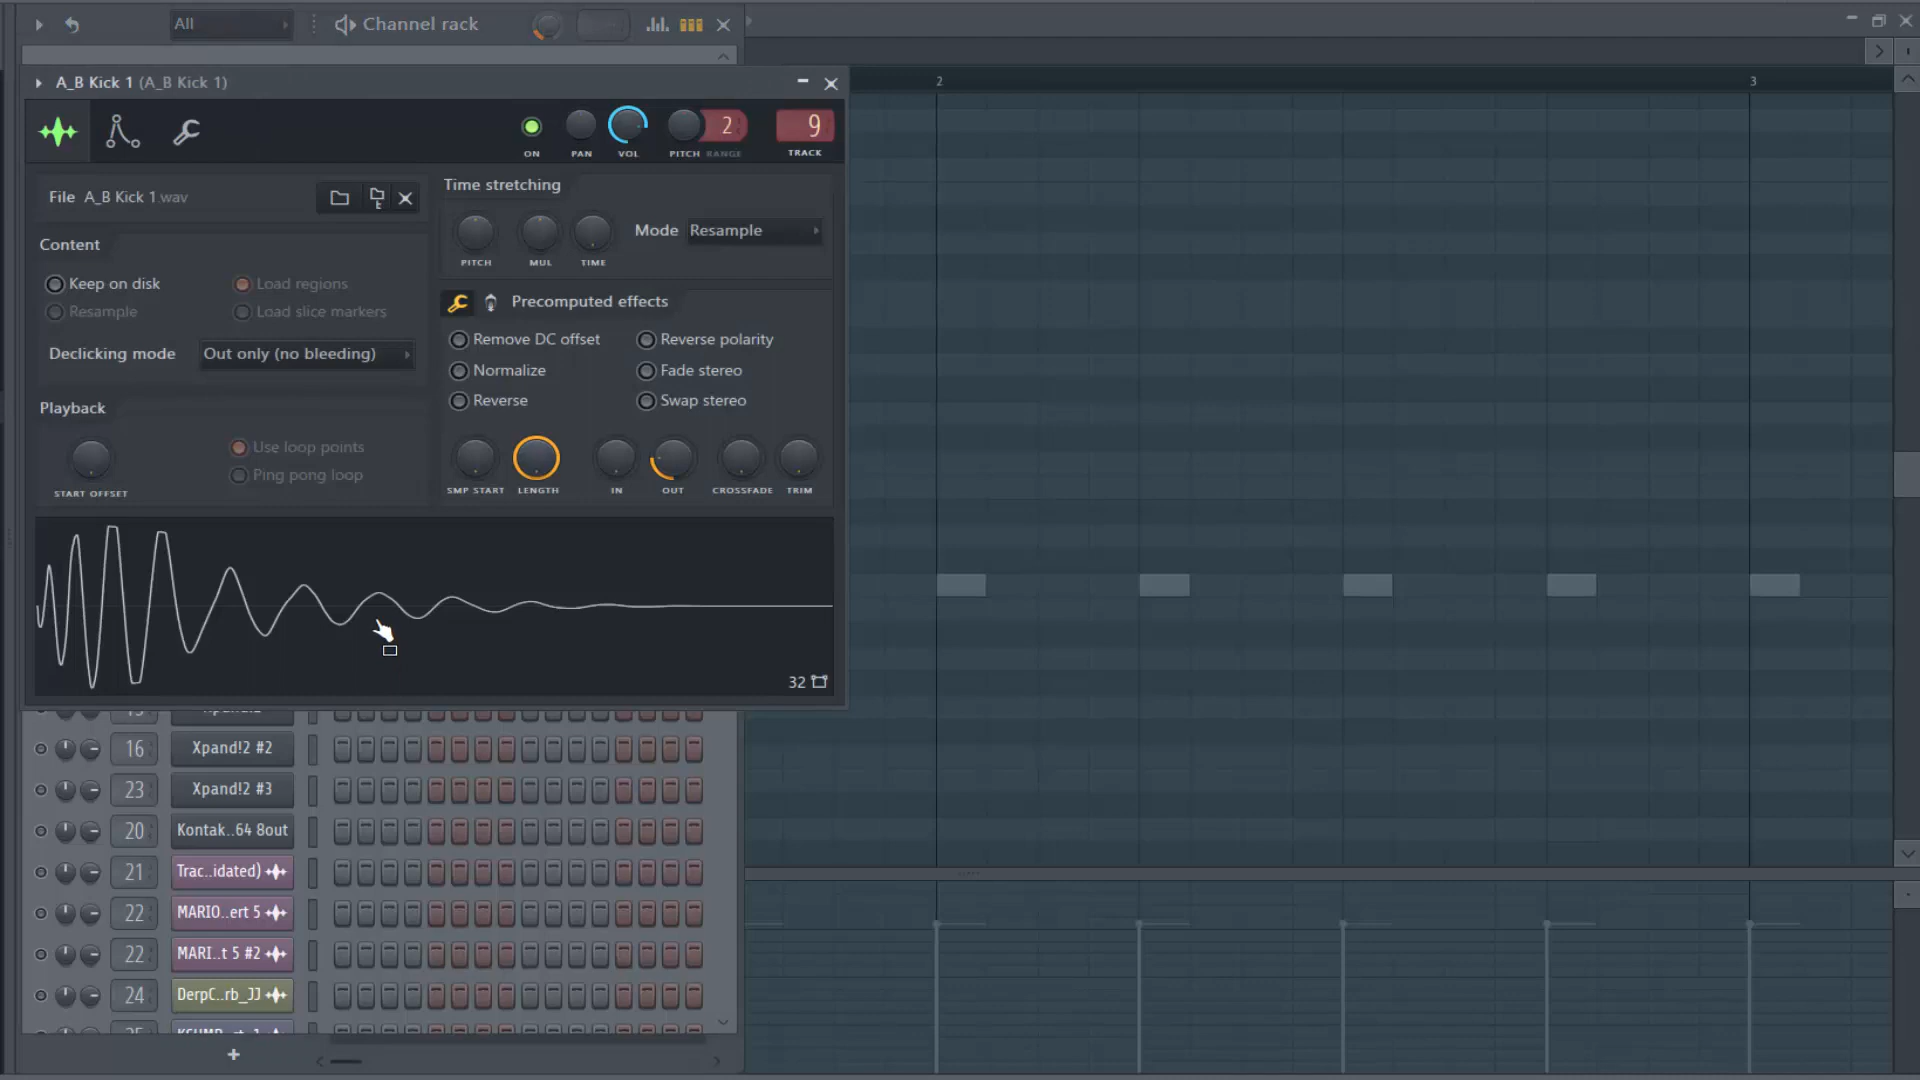 All
Channel rack
A_B Kick 1 (A_B Kick 1)
2
3
2
9
ON
PAN
VOL
PITCH RANGE
TRACK
File A_B Kick 1.wav
Time stretching
PITCH
MUL
TIME
Mode Resample
Content
Keep on disk
Load regions
Resample
Load slice markers
Declicking mode Out only (no bleeding)
Precomputed effects
Remove DC offset
Reverse polarity
Normalize
Fade stereo
Reverse
Swap stereo
Playback
START OFFSET
Use loop points
Ping pong loop
SMP START
LENGTH
IN
OUT
CROSSFADE
TRIM
32
16 Xpand!2 #2
23 Xpand!2 #3
20 Kontak..64 8out
21 Trac..idated)
22 MARIO..ert 5
22 MARI..t 5 #2
24 DerpC..rb_JJ
+